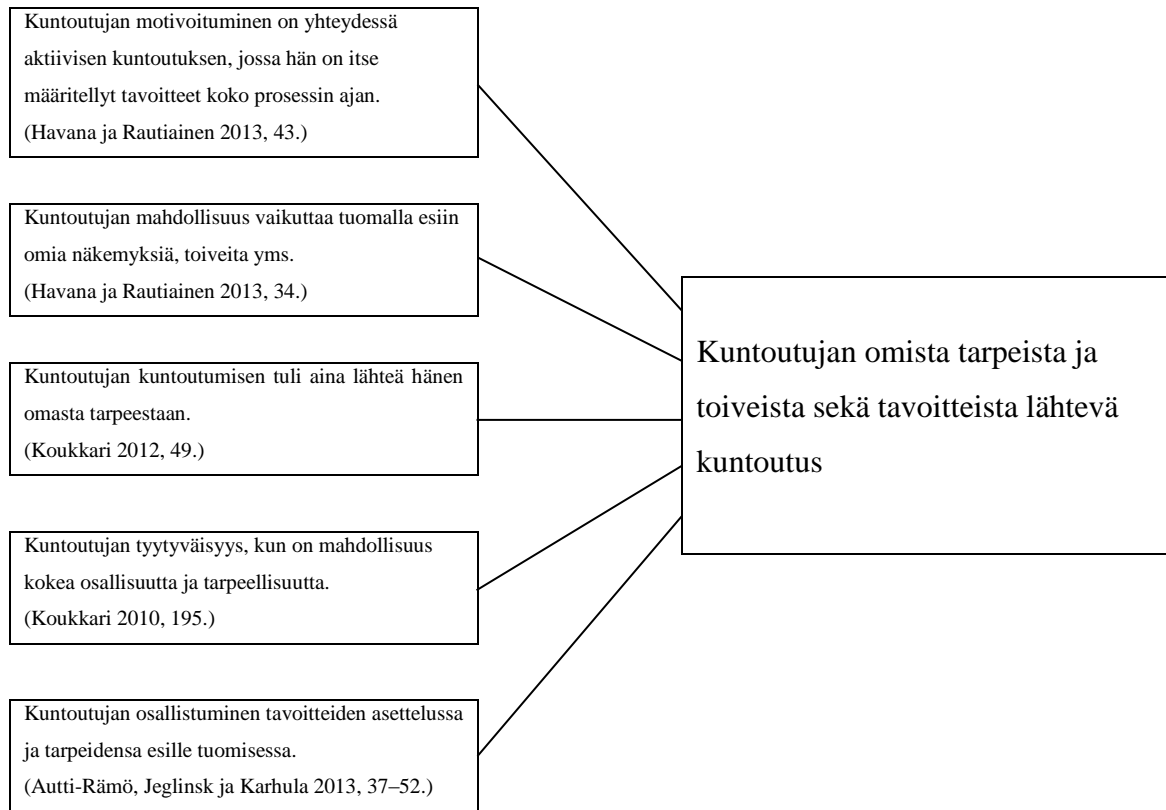 Kuntoutujan motivoituminen on yhteydessä
aktiivisen kuntoutuksen, jossa hän on itse
määritellyt tavoitteet koko prosessin ajan.
(Havana ja Rautiainen 2013, 43.)
Kuntoutujan mahdollisuus vaikuttaa tuomalla esiin
omia näkemyksiä, toiveita yms.
(Havana ja Rautiainen 2013, 34.)
Kuntoutujan kuntoutumisen tuli aina lähteä hänen
omasta tarpeestaan.
(Koukkari 2012, 49.)
Kuntoutujan tyytyväisyys, kun on mahdollisuus
kokea osallisuutta ja tarpeellisuutta.
(Koukkari 2010, 195.)
Kuntoutujan osallistuminen tavoitteiden asettelussa
ja tarpeidensa esille tuomisessa.
(Autti-Rämö, Jeglinsk ja Karhula 2013, 37–52.)
Kuntoutujan omista tarpeista ja
toiveista sekä tavoitteista lähtevä
kuntoutus